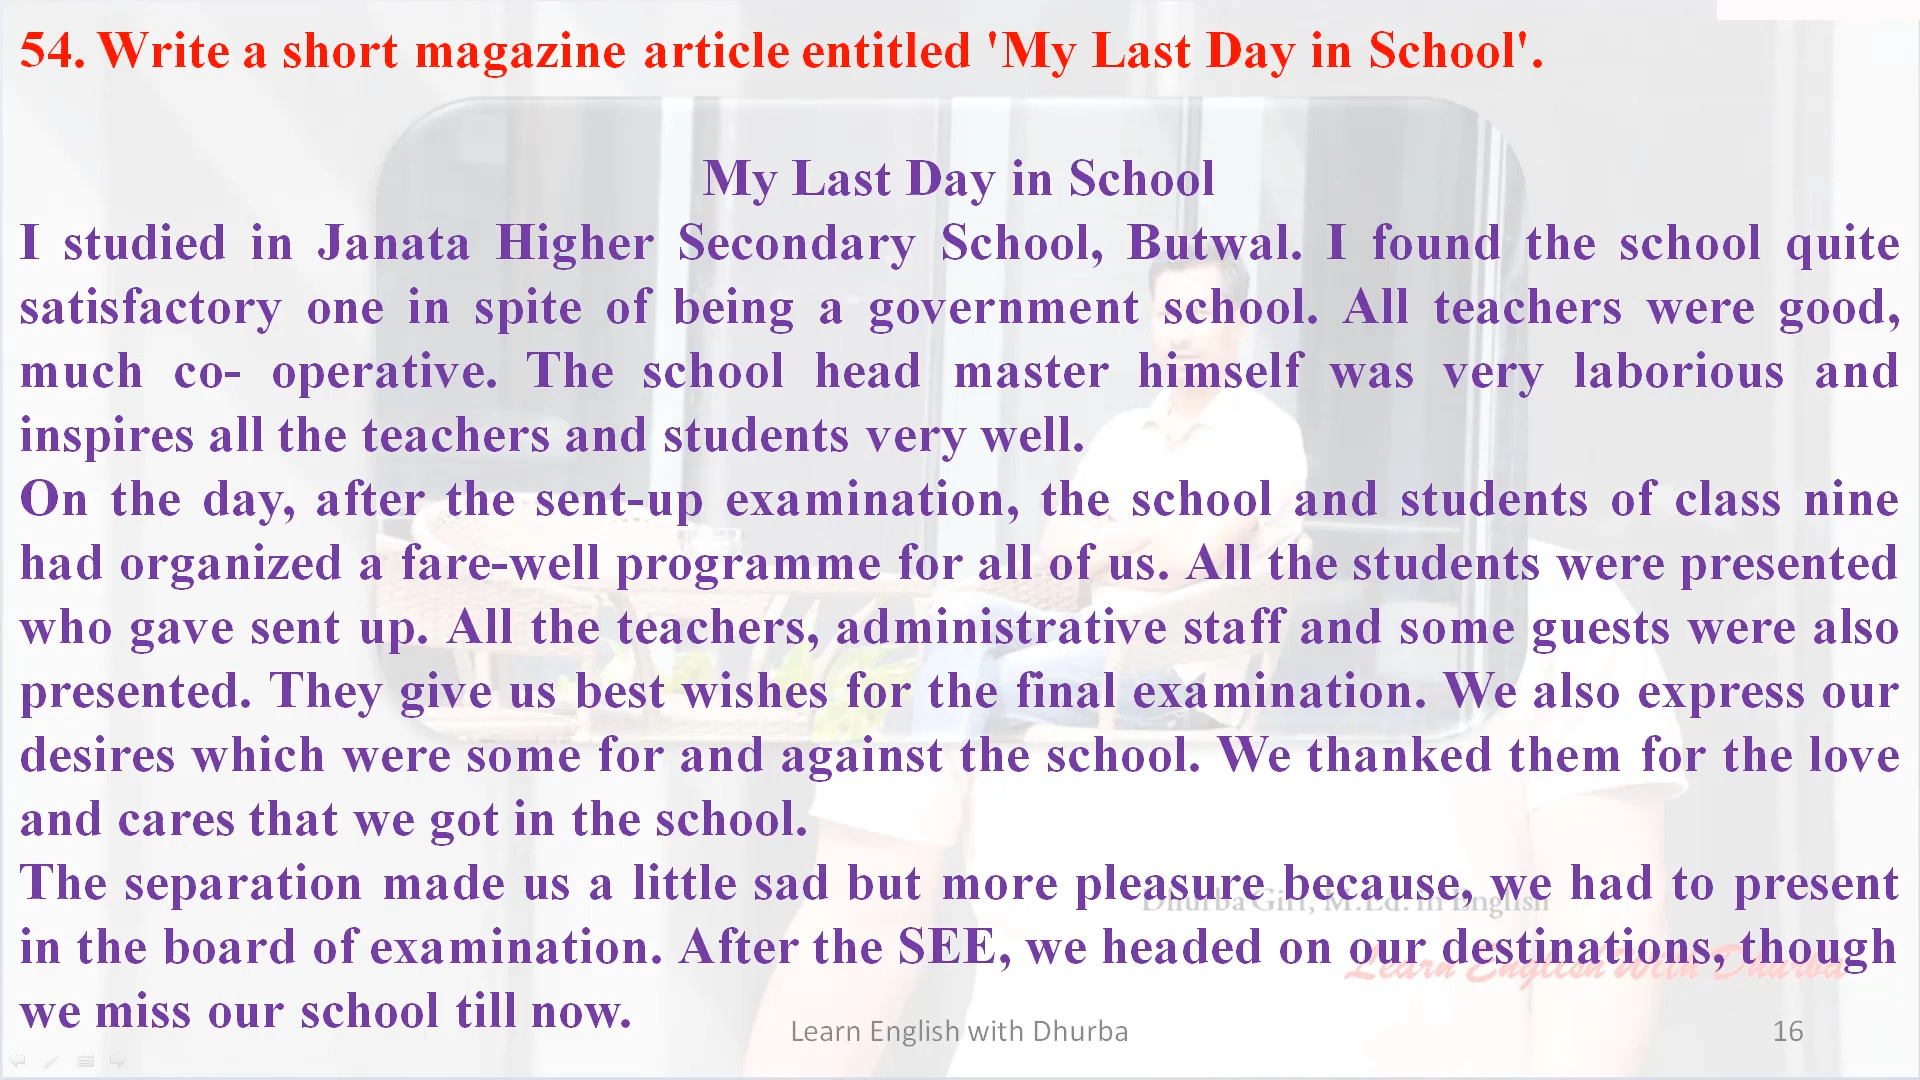 54. Write a short magazine article entitled 'My Last Day in School'.
My Last Day in School
I studied in Janata Higher Secondary School, Butwal. I found the school quite
satisfactory one in spite of being a government school. All teachers were good,
much co- operative. The school head master himself was very laborious and
inspires all the teachers and students very well.
On the day, after the sent-up examination, the school and students of class nine
had organized a fare-well programme for all of us. All the students were presented
who gave sent up. All the teachers, administrative staff and some guests were also
presented. They give us best wishes for the final examination. We also express our
desires which were some for and against the school. We thanked them for the love
and cares that we got in the school.
The separation made us a little sad but more pleasure because, we had to present
Dhurba Giri, M.Ed. in English
in the board of examination. After the SEE, we headed on our destinations, though
Learn English With Dhurba
we miss our school till now.
Learn English with Dhurba
16